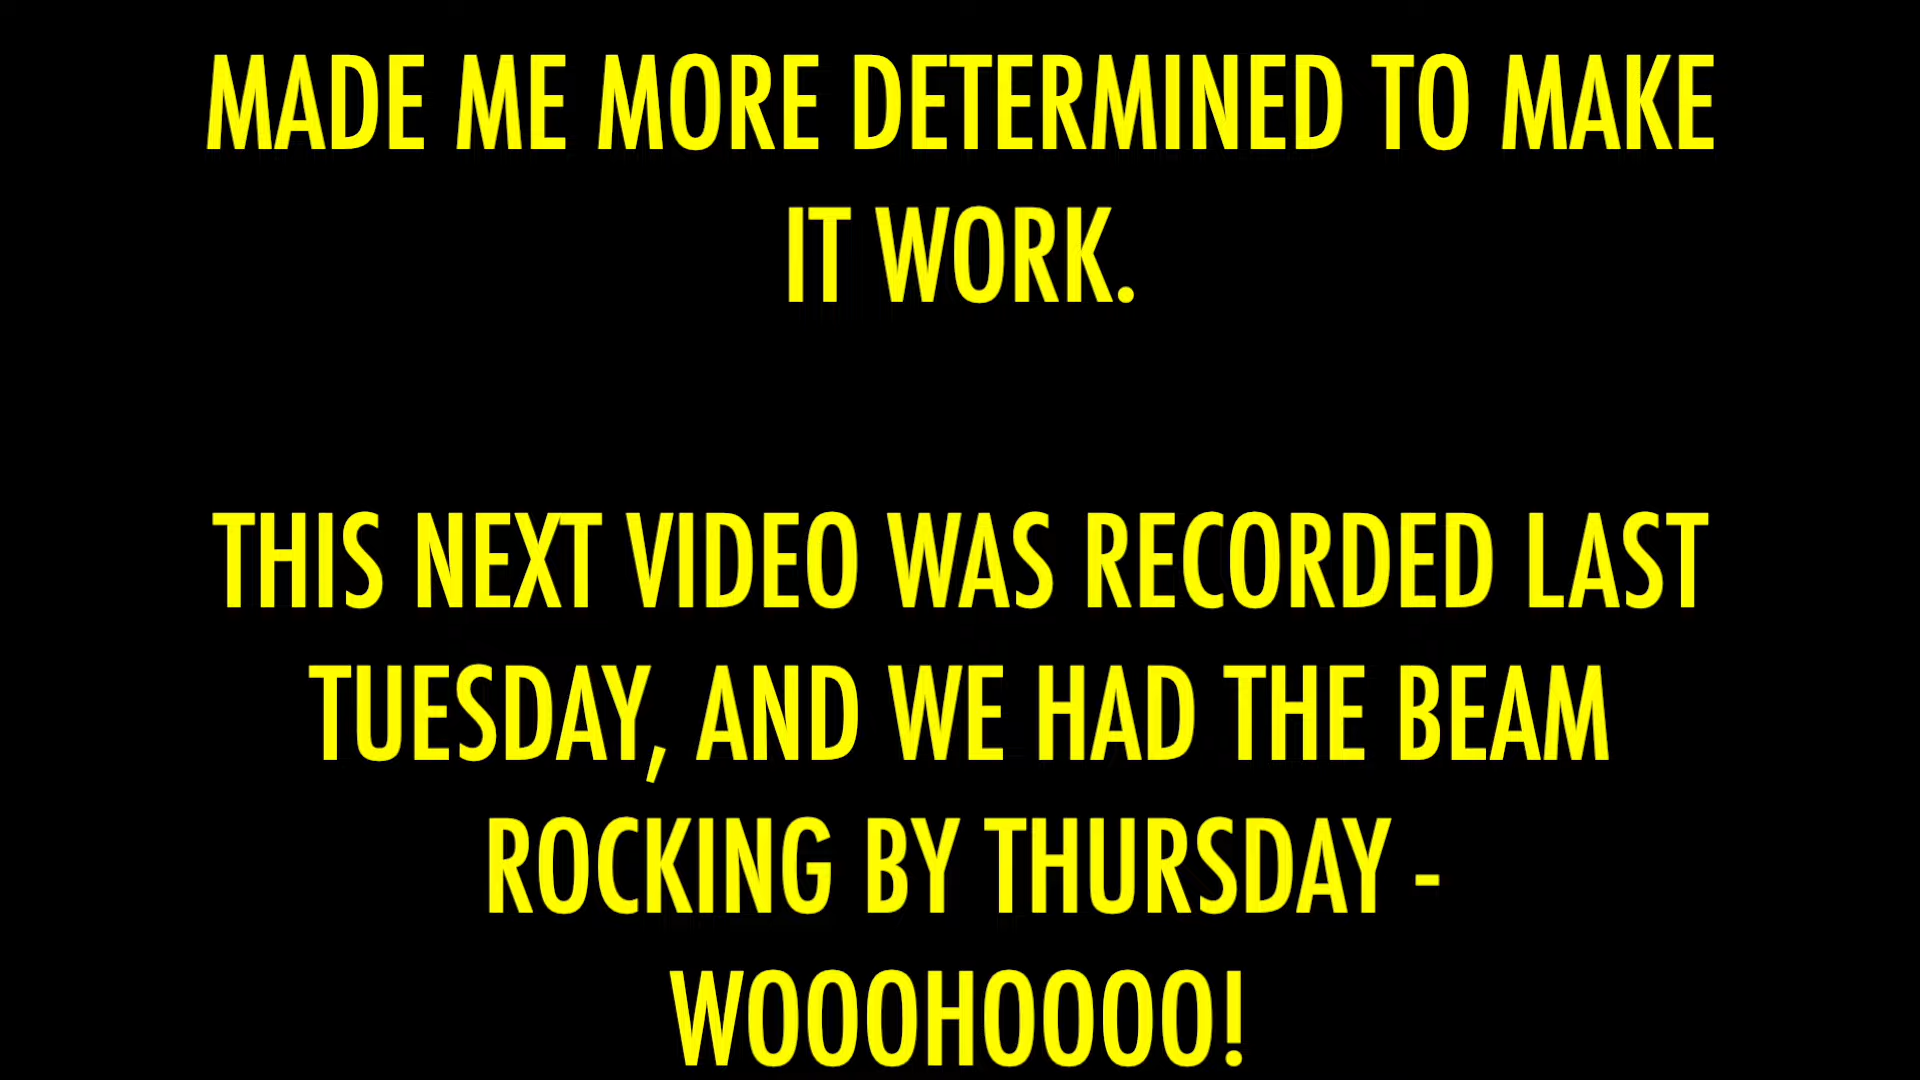 MADE ME MORE DETERMINED TO MAKE
IT WORK.
THIS NEXT VIDEO WAS RECORDED LAST
TUESDAY, AND WE HAD THE BEAM
ROCKING BY THURSDAY -
WOOOHOOOO!